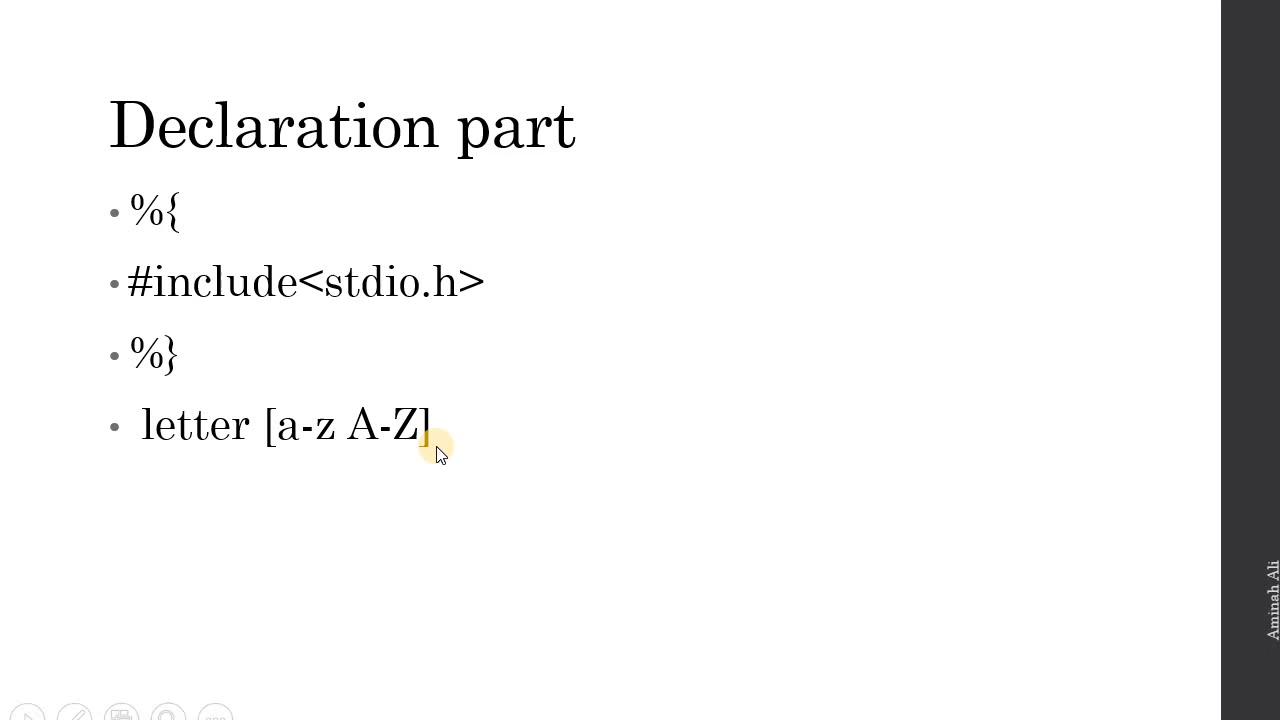 Declaration part
• %{
• #include<stdio.h>
• %}
• letter [a-z A-Z]
Aminah Ali